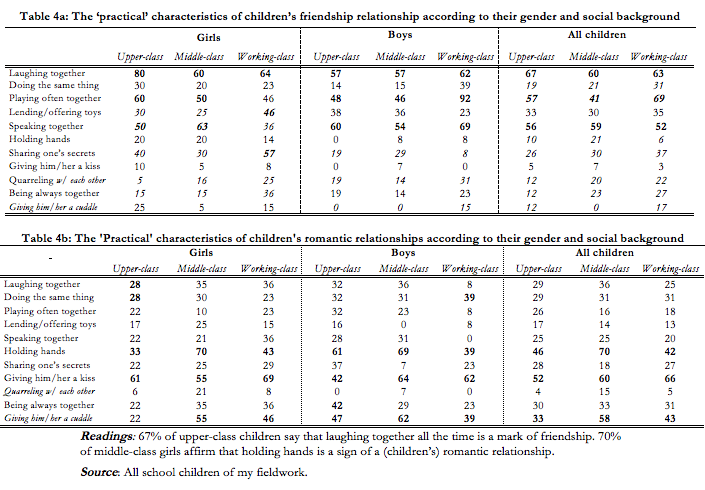 Table 4a: The ‘practical’ characteristics of children’s friendship relationship according to their gender and social background
Girls Boys All children
Upper-class Middle-class Working-class Upper-class Middle-class Working-class Upper-class Middle-class Working-class
Laughing together 80 60 64 57 57 62 67 60 63
Doing the same thing 30 20 23 14 15 39 19 21 31
Playing often together 60 50 46 48 46 92 57 41 69
Lending/offering toys 30 25 46 38 36 23 33 30 35
Speaking together 50 63 36 60 54 69 56 59 52
Holding hands 20 20 14 0 8 8 10 21 6
Sharing one's secrets 40 30 57 19 29 8 26 30 37
Giving him/her a kiss 10 5 8 0 7 0 5 7 3
Quarreling w/ each other 5 16 25 19 14 31 12 20 22
Being always together 15 15 36 19 14 23 12 23 27
Giving him/her a cuddle 25 5 15 0 0 15 12 0 17
Table 4b: The 'Practical' characteristics of children's romantic relationships according to their gender and social background
- Girls Boys All children
Upper-class Middle-class Working-class Upper-class Middle-class Working-class Upper-class Middle-class Working-class
Laughing together 28 35 36 32 36 8 29 36 25
Doing the same thing 28 30 23 32 31 39 29 31 31
Playing often together 22 10 23 32 23 8 26 16 18
Lending/offering toys 17 25 15 16 0 8 17 14 13
Speaking together 22 21 36 28 31 0 25 25 20
Holding hands 33 70 43 61 69 39 46 70 42
Sharing one's secrets 22 25 29 37 7 23 28 18 27
Giving him/her a kiss 61 55 69 42 64 62 52 60 66
Quarreling w/ each other 6 21 8 0 7 0 4 15 5
Being always together 22 35 36 42 29 23 30 33 31
Giving him/her a cuddle 22 55 46 47 62 39 33 58 43
Readings: 67% of upper-class children say that laughing together all the time is a mark of friendship. 70%
of middle-class girls affirm that holding hands is a sign of a (children’s) romantic relationship.
Source: All school children of my fieldwork.